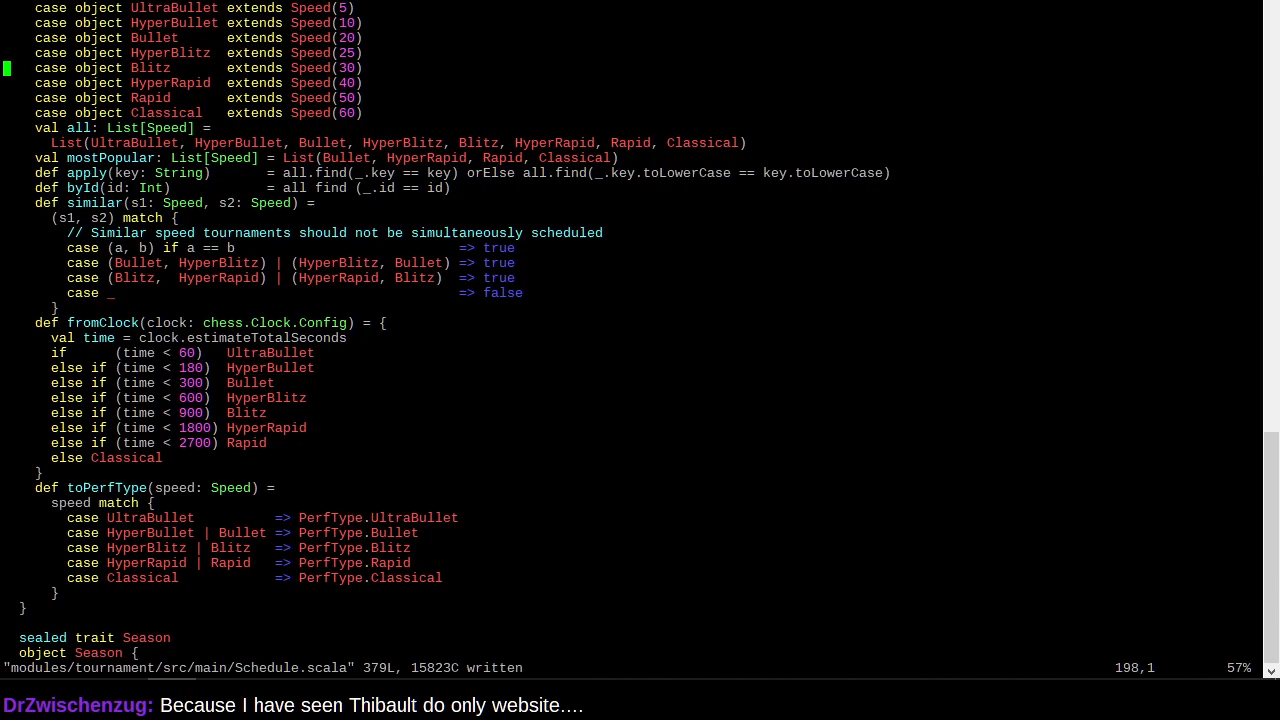 case object UltraBullet extends Speed(5)
case object HyperBullet extends Speed(10)
case object Bullet      extends Speed(20)
case object HyperBlitz  extends Speed(25)
case object Blitz       extends Speed(30)
case object HyperRapid  extends Speed(40)
case object Rapid       extends Speed(50)
case object Classical   extends Speed(60)
val all: List[Speed] =
  List(UltraBullet, HyperBullet, Bullet, HyperBlitz, Blitz, HyperRapid, Rapid, Classical)
val mostPopular: List[Speed] = List(Bullet, HyperRapid, Rapid, Classical)
def apply(key: String)       = all.find(_.key == key) orElse all.find(_.key.toLowerCase == key.toLowerCase)
def byId(id: Int)            = all find (_.id == id)
def similar(s1: Speed, s2: Speed) =
  (s1, s2) match {
    // Similar speed tournaments should not be simultaneously scheduled
    case (a, b) if a == b                            => true
    case (Bullet, HyperBlitz) | (HyperBlitz, Bullet) => true
    case (Blitz,  HyperRapid) | (HyperRapid, Blitz)  => true
    case _                                           => false
  }
def fromClock(clock: chess.Clock.Config) = {
  val time = clock.estimateTotalSeconds
  if      (time < 60)   UltraBullet
  else if (time < 180)  HyperBullet
  else if (time < 300)  Bullet
  else if (time < 600)  HyperBlitz
  else if (time < 900)  Blitz
  else if (time < 1800) HyperRapid
  else if (time < 2700) Rapid
  else Classical
}
def toPerfType(speed: Speed) =
  speed match {
    case UltraBullet          => PerfType.UltraBullet
    case HyperBullet | Bullet => PerfType.Bullet
    case HyperBlitz | Blitz   => PerfType.Blitz
    case HyperRapid | Rapid   => PerfType.Rapid
    case Classical            => PerfType.Classical
  }
}
sealed trait Season
object Season {
"modules/tournament/src/main/Schedule.scala" 379L, 15823C written 198,1 57%
DrZwischenzug: Because I have seen Thibault do only website....